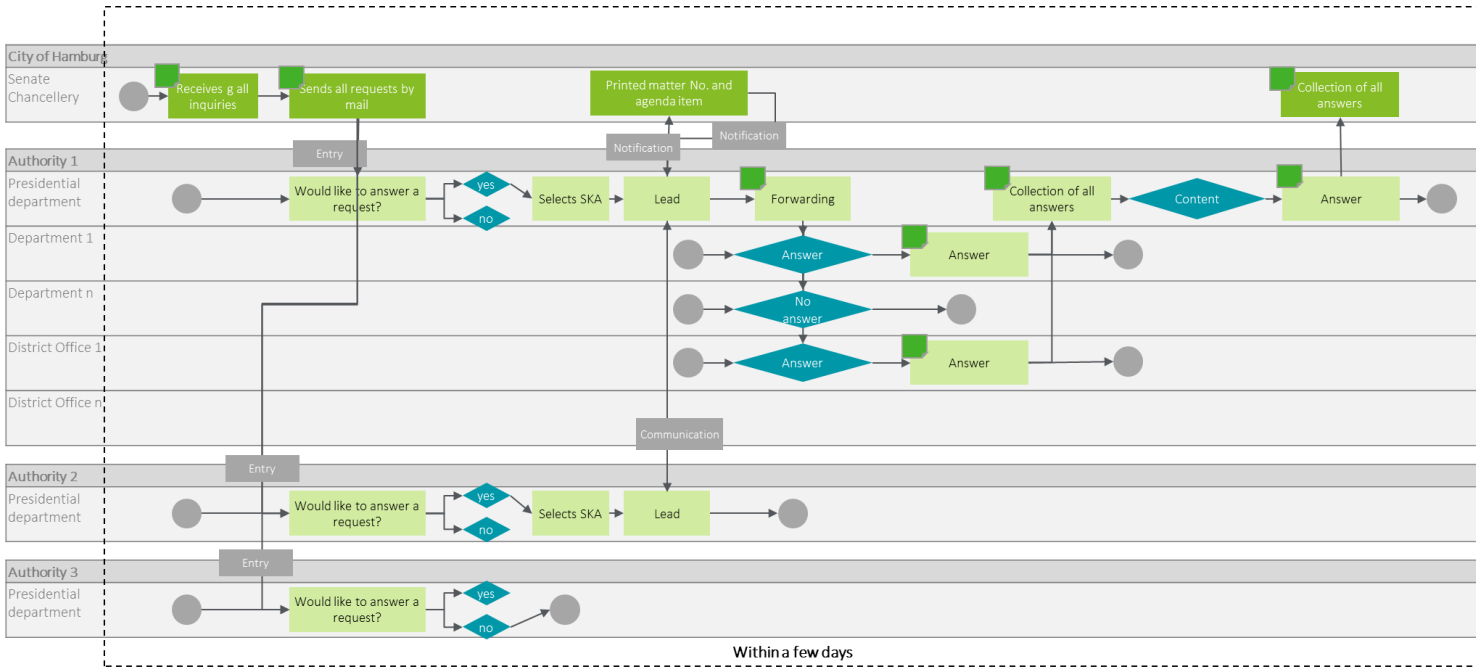 City of Hamburg
Senate
Chancellery
Receives g all
inquiries
Sends all requests by
mail
Printed matter No. and
agenda item
Collection of all
answers
Entry
Notification
Notification
Authority 1
Presidential
department
Would like to answer a
request?
yes
no
Selects SKA
Lead
Forwarding
Collection of all
answers
Content
Answer
Department 1
Answer
Answer
Department n
No
answer
District Office 1
Answer
Answer
District Office n
Communication
Entry
Authority 2
Presidential
department
Would like to answer a
request?
yes
no
Selects SKA
Lead
Entry
Authority 3
Presidential
department
Would like to answer a
request?
yes
no
Within a few days